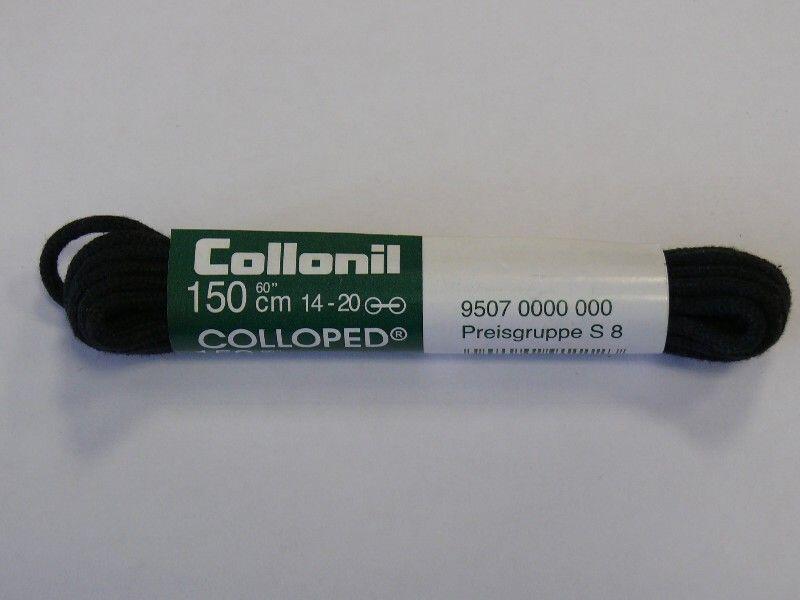 Collonil
150 60" cm 14-20
COLLOPED®
9507 0000 000
Preisgruppe S 8